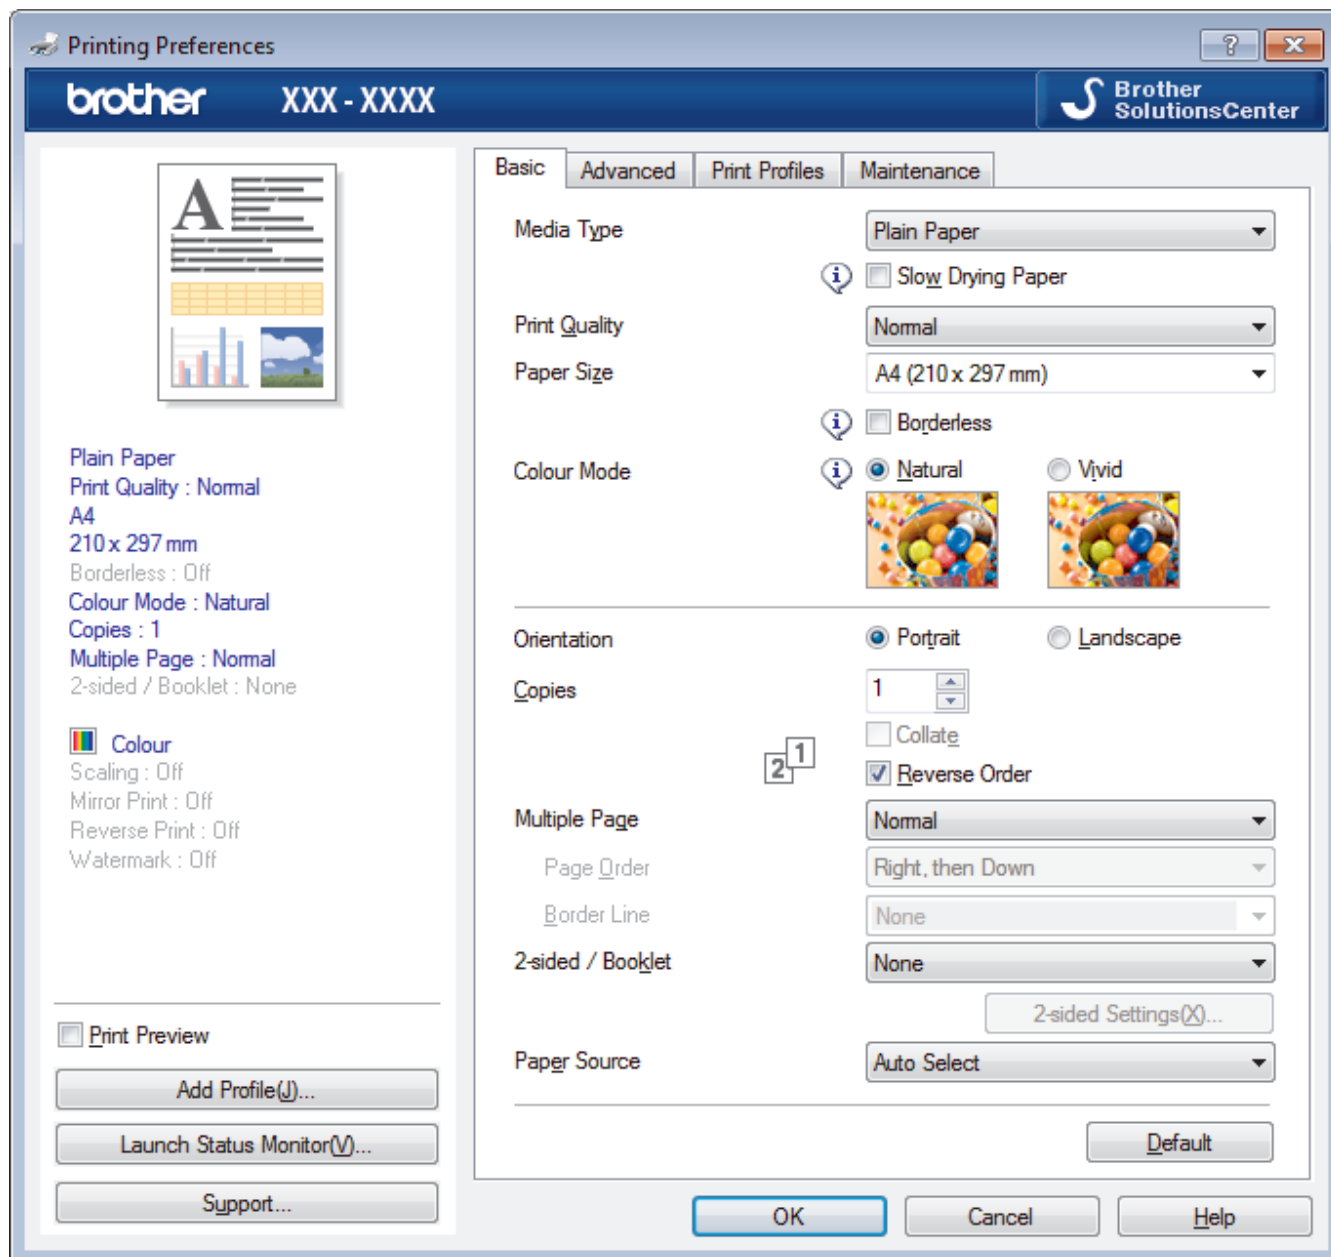 Printing Preferences
brother XXX - XXXX
Brother
SolutionsCenter
A
Plain Paper
Print Quality : Normal
A4
210 x 297 mm
Borderless : Off
Colour Mode : Natural
Copies : 1
Multiple Page : Normal
2-sided / Booklet : None
Colour
Scaling : Off
Mirror Print : Off
Reverse Print : Off
Watermark : Off
Print Preview
Add Profile(J)...
Launch Status Monitor(V)...
Support...
Basic Advanced Print Profiles Maintenance
Media Type Plain Paper
Slow Drying Paper
Print Quality Normal
Paper Size A4 (210 x 297 mm)
Borderless
Colour Mode Natural Vivid
Orientation Portrait Landscape
Copies 1
Collate
2 1
Reverse Order
Multiple Page Normal
Page Order Right, then Down
Border Line None
2-sided / Booklet None
2-sided Settings(X)...
Paper Source Auto Select
Default
OK Cancel Help